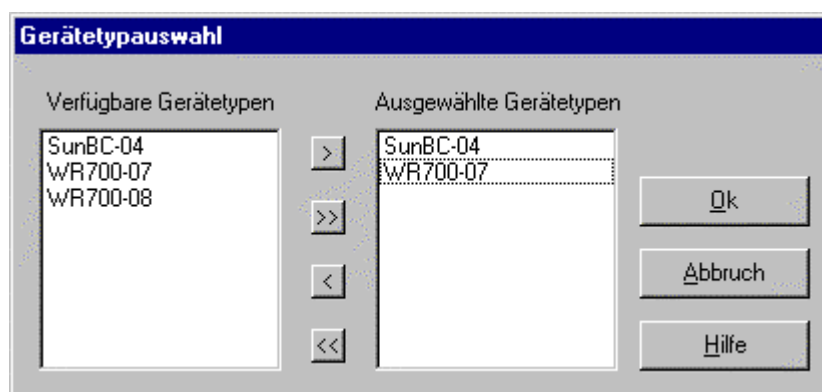 Gerätetypauswahl
Verfügbare Gerätetypen
SunBC-04
WR700-07
WR700-08
>
>>
<
<<
Ausgewählte Gerätetypen
SunBC-04
WR700-07
Ok
Abbruch
Hilfe